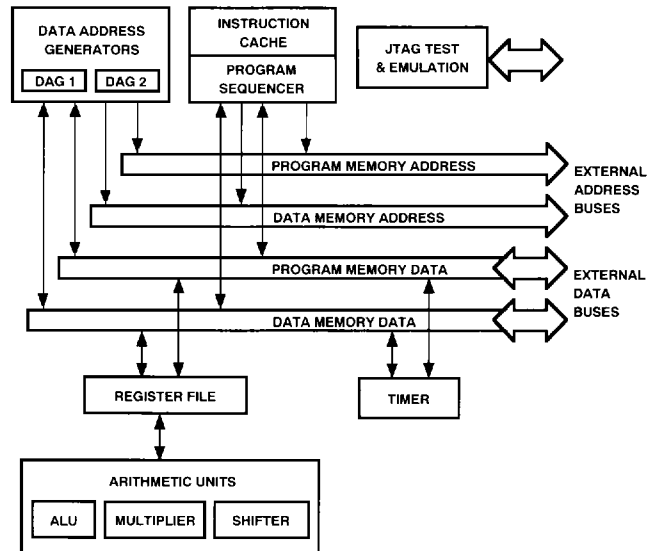 DATA ADDRESS
GENERATORS
DAG 1
DAG 2
INSTRUCTION
CACHE
PROGRAM
SEQUENCER
JTAG TEST
& EMULATION
PROGRAM MEMORY ADDRESS
DATA MEMORY ADDRESS
EXTERNAL
ADDRESS
BUSES
PROGRAM MEMORY DATA
DATA MEMORY DATA
EXTERNAL
DATA
BUSES
REGISTER FILE
TIMER
ARITHMETIC UNITS
ALU
MULTIPLIER
SHIFTER